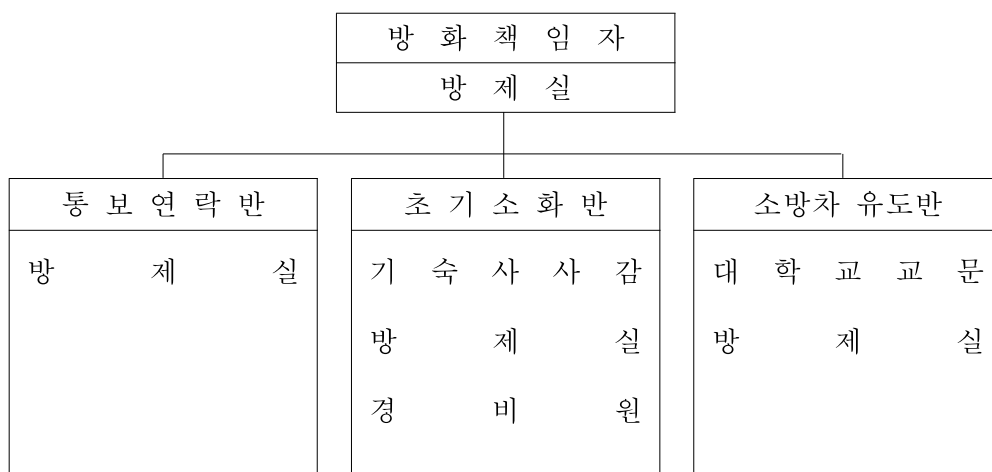 방 화 책 임 자
방 제 실
통 보 연 락 반
방 제 실
초 기 소 화 반
기 숙 사 사 감
방 제 실
경 비 원
소방차 유도반
대 학 교 교 문
방 제 실